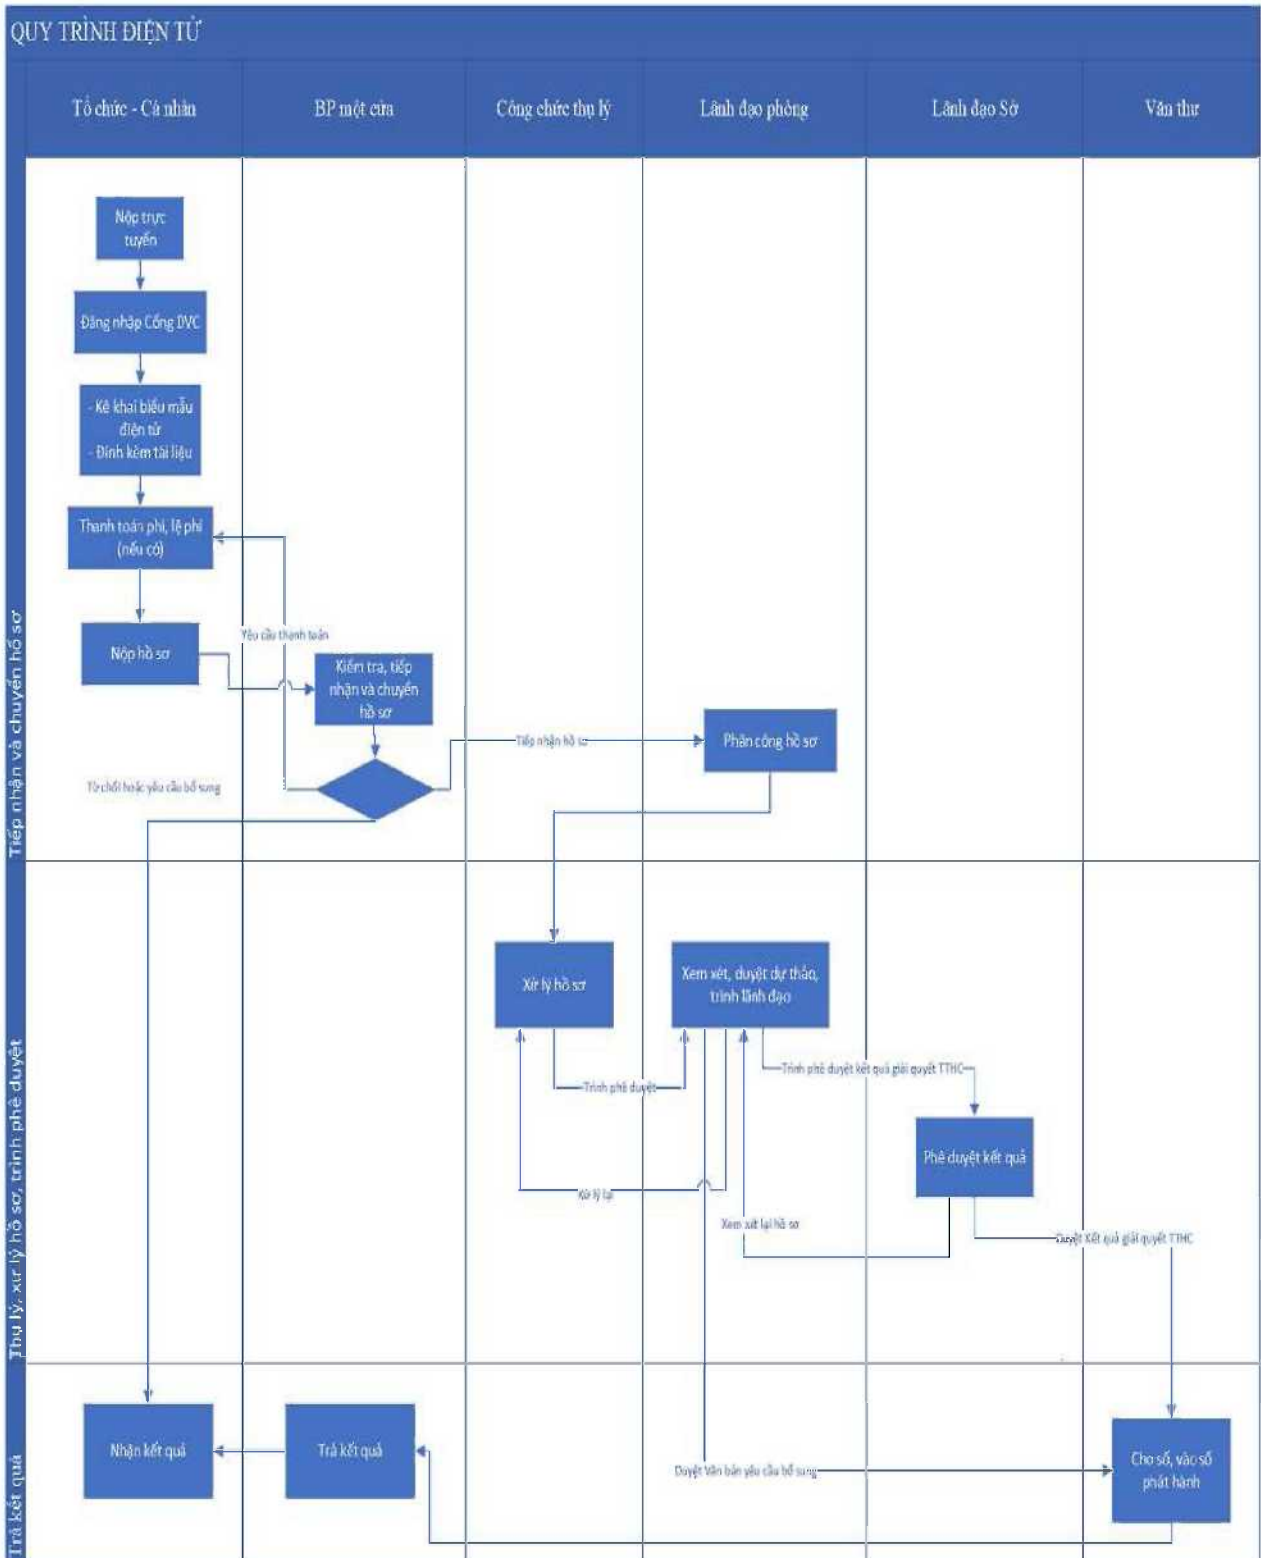 QUY TRÌNH ĐIỆN TỬ
Tổ chức - Cá nhân
BP một cửa
Công chức thụ lý
Lãnh đạo phòng
Lãnh đạo Sở
Văn thư
Tiếp nhận và chuyển hồ sơ
Nộp trực
tuyến
Đăng nhập Cổng DVC
- Kê khai biểu mẫu
điện tử
- Đính kèm tài liệu
Thanh toán phí, lệ phí
(nếu có)
Nộp hồ sơ
Yêu cầu thanh toán
Kiểm tra, tiếp
nhận và chuyển
hồ sơ
Tiếp nhận hồ sơ
Phân công hồ sơ
Từ chối hoặc yêu cầu bổ sung
Thụ lý, xử lý hồ sơ, trình phê duyệt
Xử lý hồ sơ
Xem xét, duyệt dự thảo,
trình lãnh đạo
Trình phê duyệt kết quả giải quyết TTHC
Trình phê duyệt
Phê duyệt kết quả
Xử lý lại
Xem xét lại hồ sơ
Duyệt Kết quả giải quyết TTHC
Trả kết quả
Nhận kết quả
Trả kết quả
Duyệt Văn bản yêu cầu bổ sung
Cho số, vào sổ
phát hành